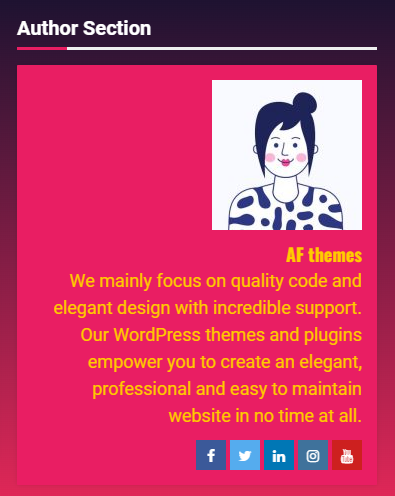 Author Section
AF themes
We mainly focus on quality code and
elegant design with incredible support.
Our WordPress themes and plugins
empower you to create an elegant,
professional and easy to maintain
website in no time at all.